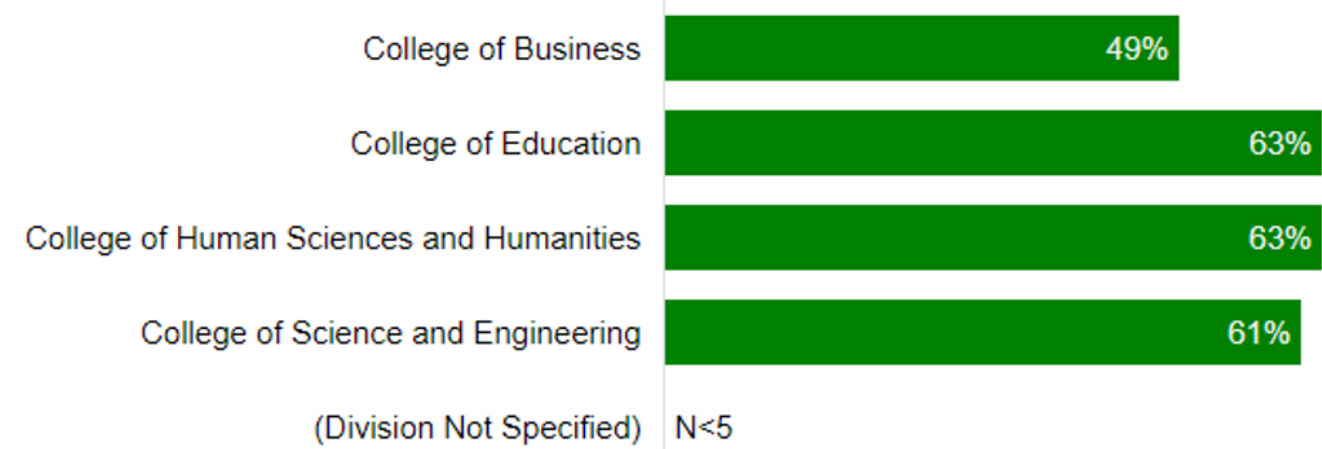 College of Business 49%
College of Education 63%
College of Human Sciences and Humanities 63%
College of Science and Engineering 61%
(Division Not Specified) N<5